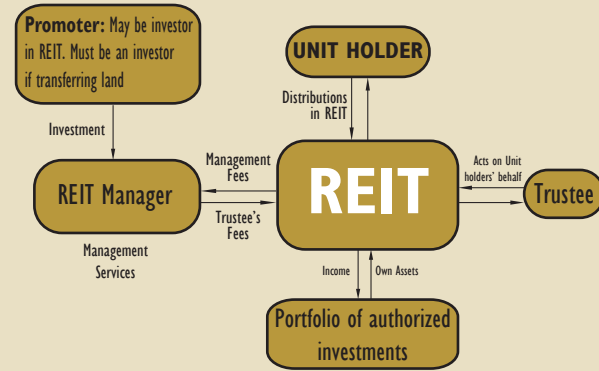 Promoter: May be investor
in REIT. Must be an investor
if transferring land
UNIT HOLDER
Distributions
in REIT
Investment
Management
Fees
REIT Manager
REIT
Acts on Unit
holders' behalf
Trustee
Trustee's
Fees
Management
Services
Income
Own Assets
Portfolio of authorized
investments